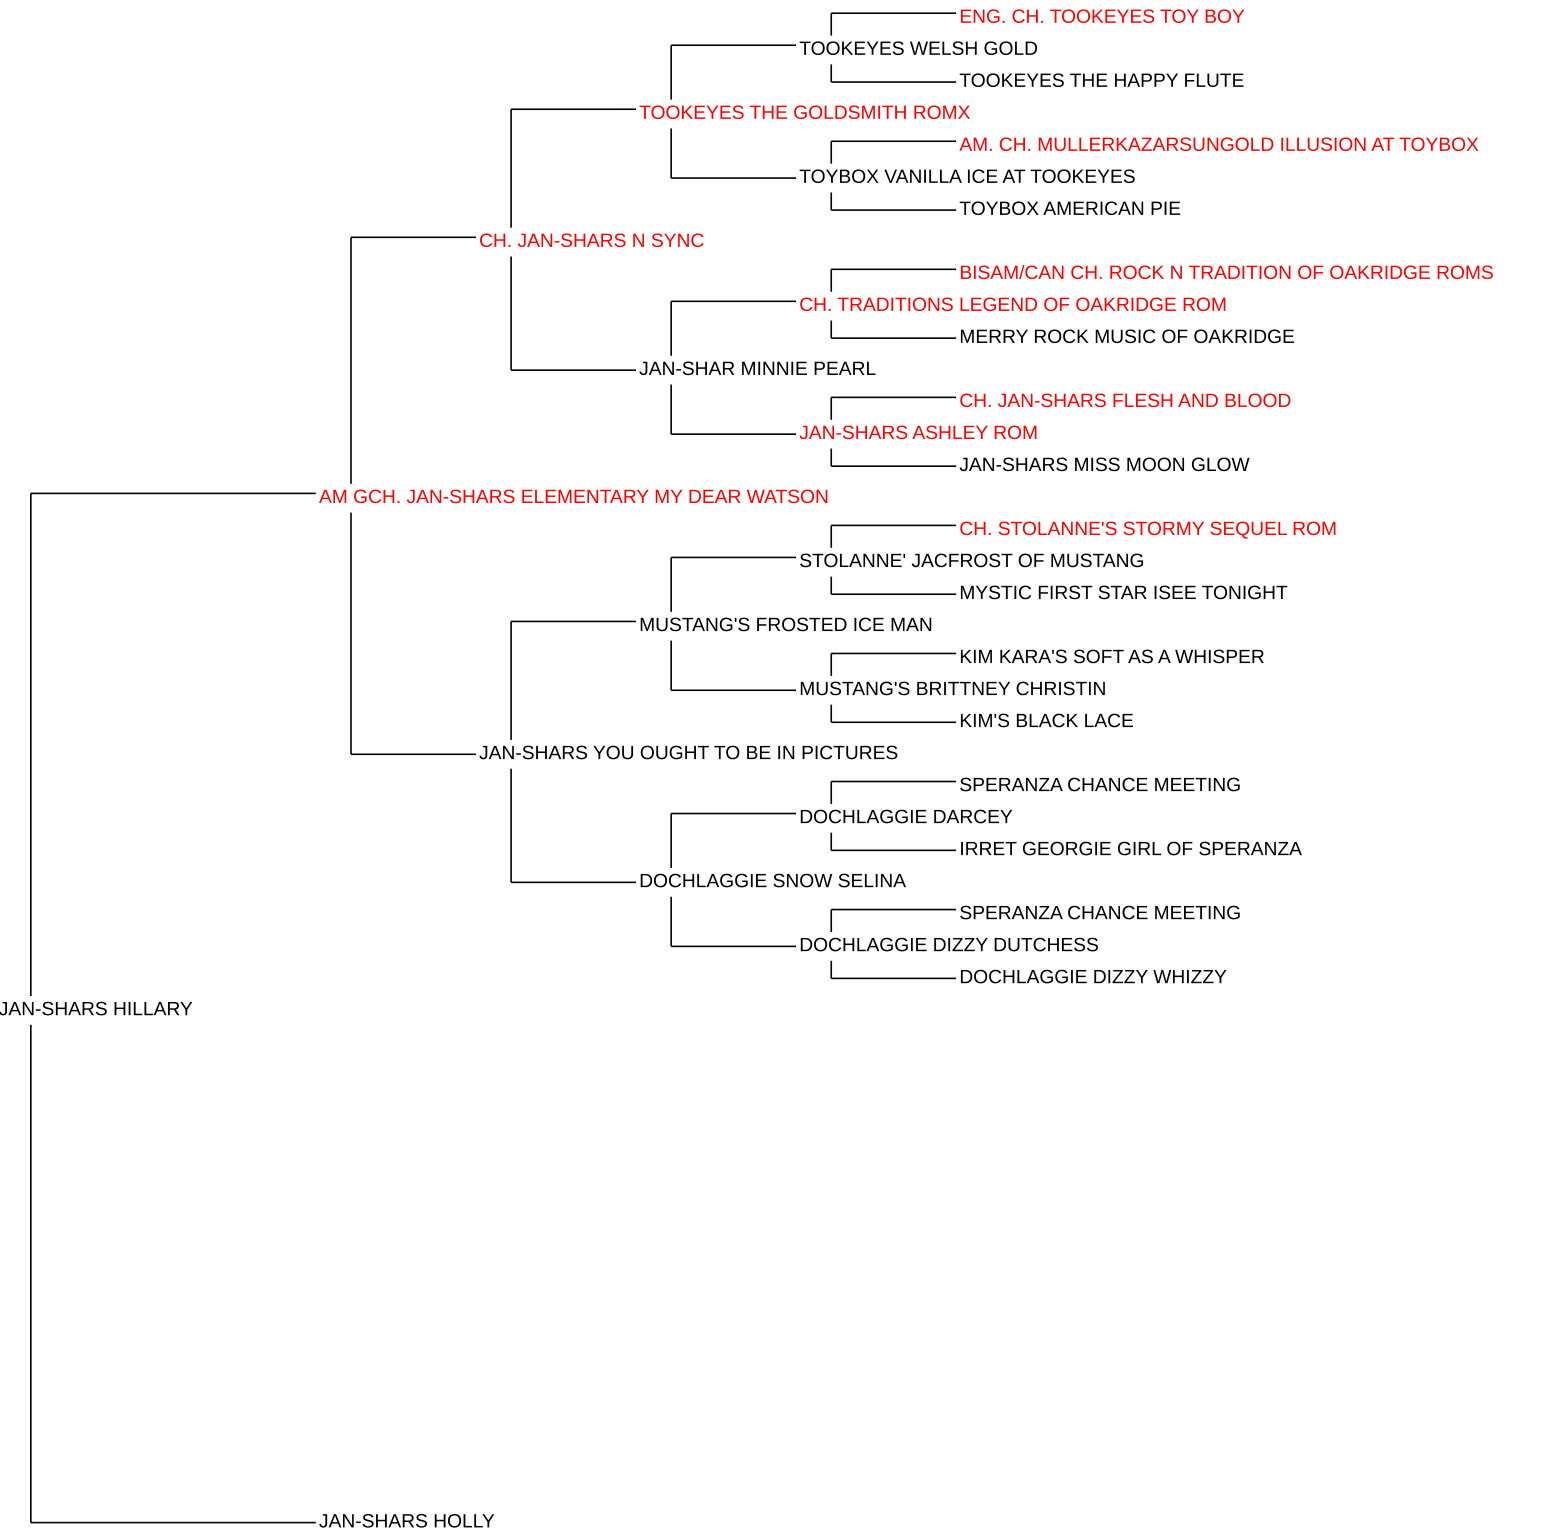 ENG. CH. TOOKEYES TOY BOY
TOOKEYES WELSH GOLD
TOOKEYES THE HAPPY FLUTE
TOOKEYES THE GOLDSMITH ROMX
AM. CH. MULLERKAZARSUNGOLD ILLUSION AT TOYBOX
TOYBOX VANILLA ICE AT TOOKEYES
TOYBOX AMERICAN PIE
CH. JAN-SHARS N SYNC
BISAM/CAN CH. ROCK N TRADITION OF OAKRIDGE ROMS
CH. TRADITIONS LEGEND OF OAKRIDGE ROM
MERRY ROCK MUSIC OF OAKRIDGE
JAN-SHAR MINNIE PEARL
CH. JAN-SHARS FLESH AND BLOOD
JAN-SHARS ASHLEY ROM
JAN-SHARS MISS MOON GLOW
AM GCH. JAN-SHARS ELEMENTARY MY DEAR WATSON
CH. STOLANNE'S STORMY SEQUEL ROM
STOLANNE' JACFROST OF MUSTANG
MYSTIC FIRST STAR ISEE TONIGHT
MUSTANG'S FROSTED ICE MAN
KIM KARA'S SOFT AS A WHISPER
MUSTANG'S BRITTNEY CHRISTIN
KIM'S BLACK LACE
JAN-SHARS YOU OUGHT TO BE IN PICTURES
SPERANZA CHANCE MEETING
DOCHLAGGIE DARCEY
IRRET GEORGIE GIRL OF SPERANZA
DOCHLAGGIE SNOW SELINA
SPERANZA CHANCE MEETING
DOCHLAGGIE DIZZY DUTCHESS
DOCHLAGGIE DIZZY WHIZZY
JAN-SHARS HILLARY
JAN-SHARS HOLLY